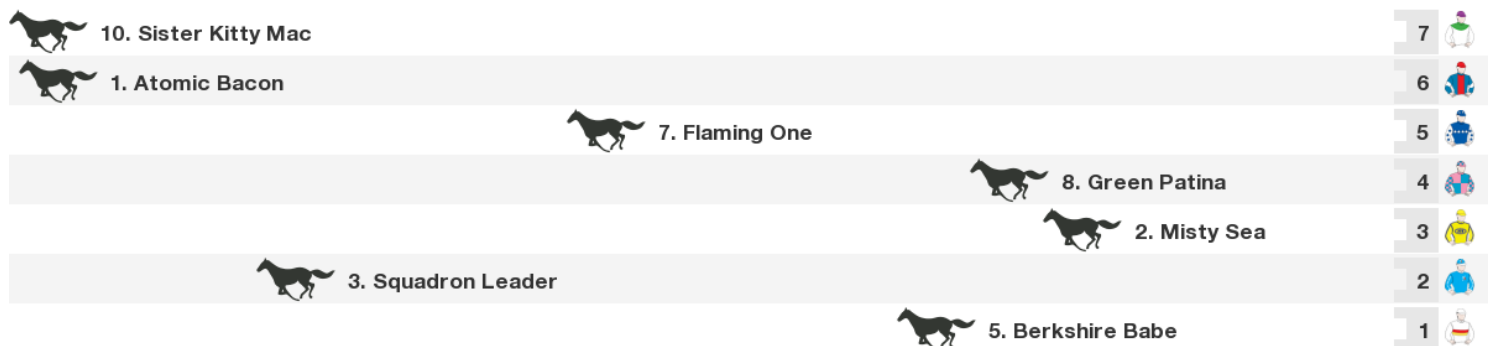 10. Sister Kitty Mac 7
1. Atomic Bacon 6
7. Flaming One 5
8. Green Patina 4
2. Misty Sea 3
3. Squadron Leader 2
5. Berkshire Babe 1